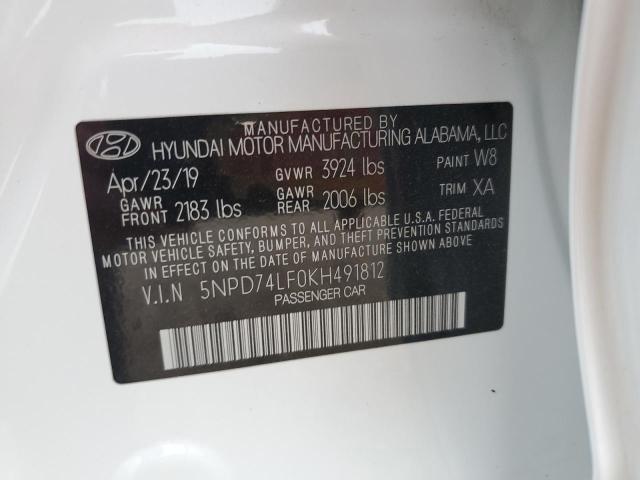 MANUFACTURED BY
HYUNDAI MOTOR MANUFACTURING ALABAMA, LLC
Apr/23/19 GVWR 3924 lbs PAINT W8
GAWR FRONT 2183 lbs GAWR REAR 2006 lbs TRIM XA
THIS VEHICLE CONFORMS TO ALL APPLICABLE U.S.A. FEDERAL
MOTOR VEHICLE SAFETY, BUMPER, AND THEFT PREVENTION STANDARDS
IN EFFECT ON THE DATE OF MANUFACTURE SHOWN ABOVE.
V.I.N 5NPD74LF0KH491812
PASSENGER CAR